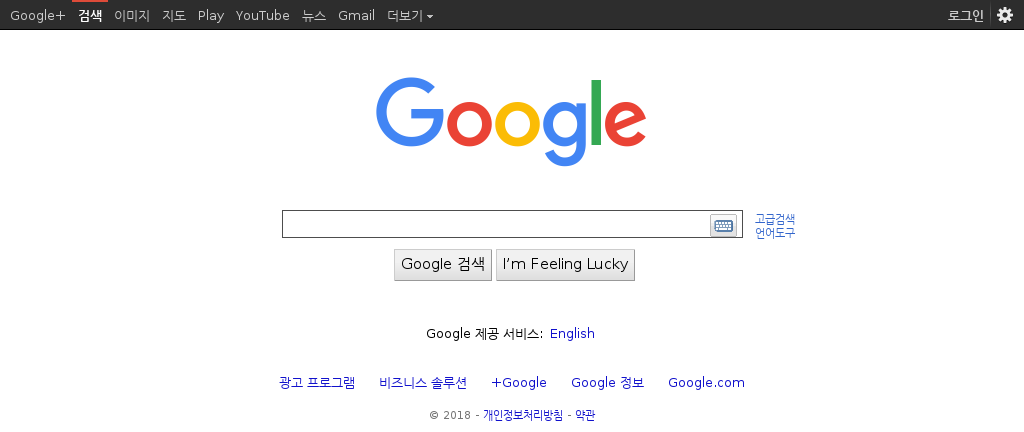 Google+ 검색 이미지 지도 Play YouTube 뉴스 Gmail 더보기 로그인
Google
고급검색
언어도구
Google 검색 I'm Feeling Lucky
Google 제공 서비스: English
광고 프로그램 비즈니스 솔루션 +Google Google 정보 Google.com
© 2018 - 개인정보처리방침 - 약관